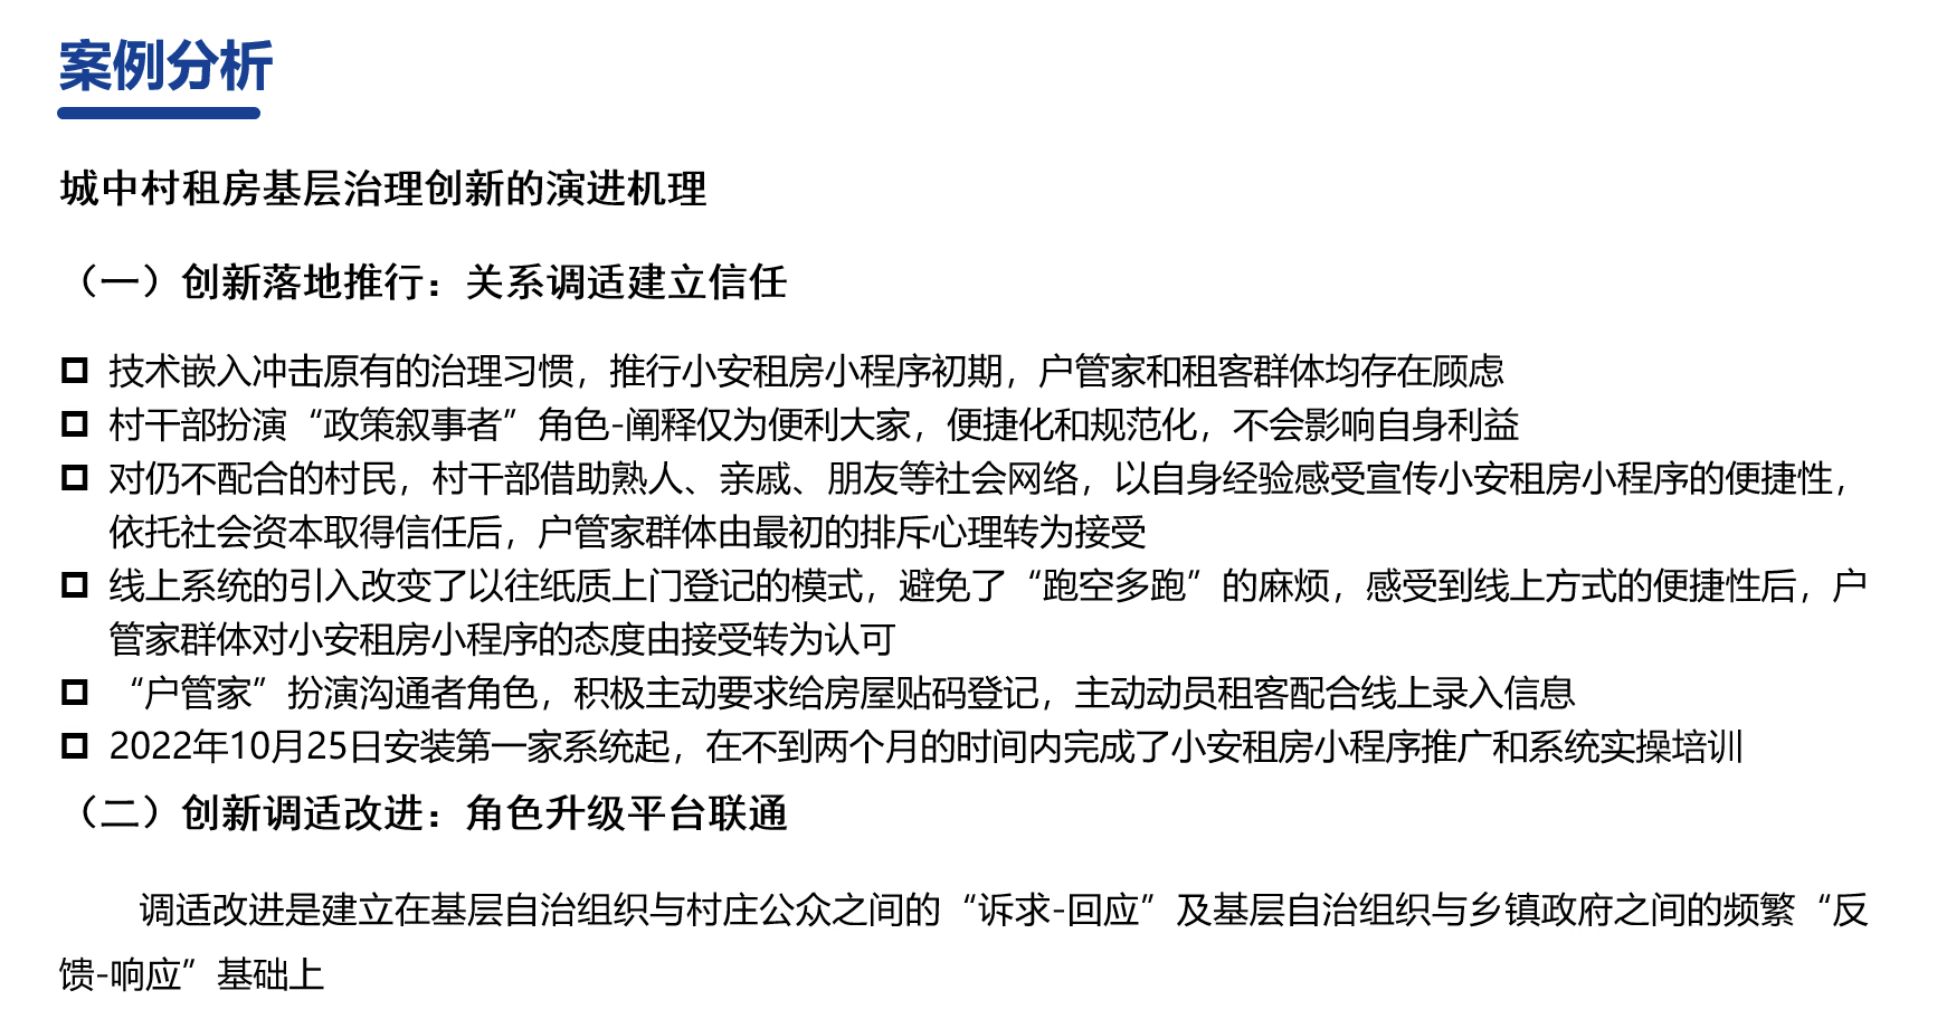 案例分析
城中村租房基层治理创新的演进机理
（一）创新落地推行：关系调适建立信任
技术嵌入冲击原有的治理习惯，推行小安租房小程序初期，户管家和租客群体均存在顾虑
村干部扮演“政策叙事者”角色-阐释仅为便利大家，便捷化和规范化，不会影响自身利益
对仍不配合的村民，村干部借助熟人、亲戚、朋友等社会网络，以自身经验感受宣传小安租房小程序的便捷性，
依托社会资本取得信任后，户管家群体由最初的排斥心理转为接受
线上系统的引入改变了以往纸质上门登记的模式，避免了“跑空多跑”的麻烦，感受到线上方式的便捷性后，户
管家群体对小安租房小程序的态度由接受转为认可
“户管家”扮演沟通者角色，积极主动要求给房屋贴码登记，主动动员租客配合线上录入信息
2022年10月25日安装第一家系统起，在不到两个月的时间内完成了小安租房小程序推广和系统实操培训
（二）创新调适改进：角色升级平台联通
调适改进是建立在基层自治组织与村庄公众之间的“诉求-回应”及基层自治组织与乡镇政府之间的频繁“反
馈-响应”基础上